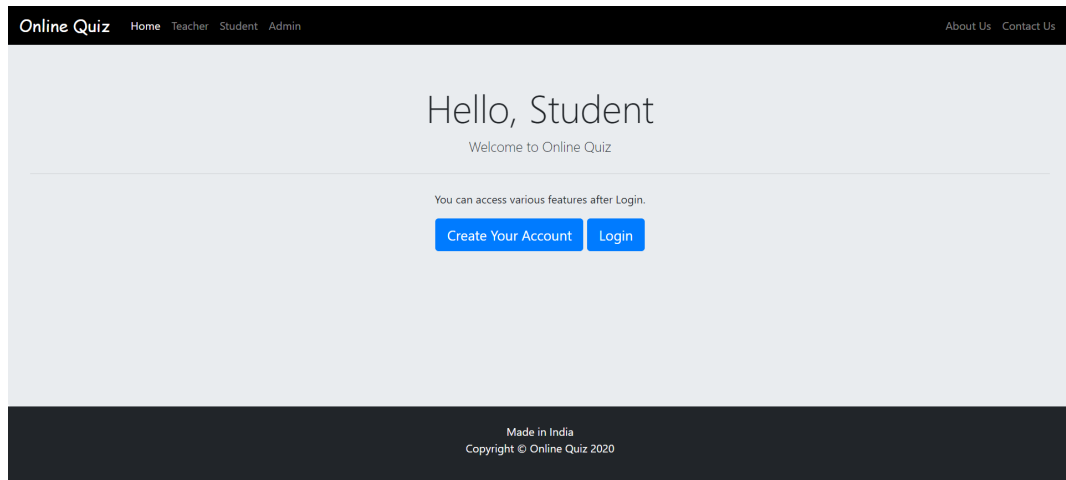 Online Quiz Home Teacher Student Admin About Us Contact Us
Hello, Student
Welcome to Online Quiz
You can access various features after Login.
Create Your Account Login
Made in India
Copyright © Online Quiz 2020